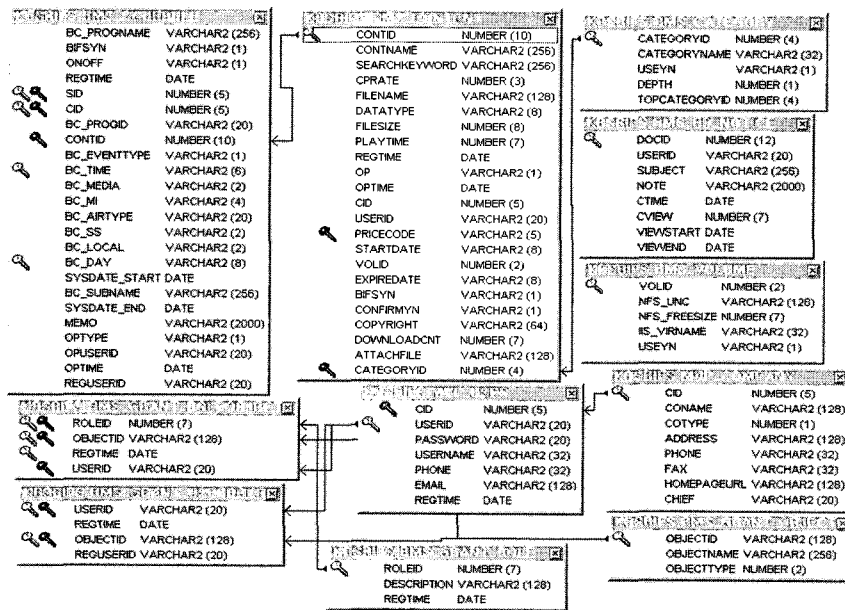 BC_PROGNAME VARCHAR2 (256)
BIFSYN VARCHAR2 (1)
ONOFF VARCHAR2 (1)
REGTIME DATE
SID NUMBER (5)
CID NUMBER (5)
BC_PROGID VARCHAR2 (20)
CONTID NUMBER (10)
BC_EVENTTYPE VARCHAR2 (1)
BC_TIME VARCHAR2 (6)
BC_MEDIA VARCHAR2 (2)
BC_MI VARCHAR2 (4)
BC_AIRTYPE VARCHAR2 (20)
BC_SS VARCHAR2 (2)
BC_LOCAL VARCHAR2 (2)
BC_DAY VARCHAR2 (8)
SYSDATE_START DATE
BC_SUBNAME VARCHAR2 (256)
SYSDATE_END DATE
MEMO VARCHAR2 (2000)
OPTYPE VARCHAR2 (1)
OPUSERID VARCHAR2 (20)
OPTIME DATE
REGUSERID VARCHAR2 (20)
CONTID NUMBER (10)
CONTNAME VARCHAR2 (256)
SEARCHKEYWORD VARCHAR2 (256)
CPRATE NUMBER (3)
FILENAME VARCHAR2 (128)
DATATYPE VARCHAR2 (8)
FILESIZE NUMBER (8)
PLAYTIME NUMBER (7)
REGTIME DATE
OP VARCHAR2 (1)
OPTIME DATE
CID NUMBER (5)
USERID VARCHAR2 (20)
PRICECODE VARCHAR2 (5)
STARTDATE VARCHAR2 (8)
VOLID NUMBER (2)
EXPIREDATE VARCHAR2 (8)
BIFSYN VARCHAR2 (1)
CONFIRMYN VARCHAR2 (1)
COPYRIGHT VARCHAR2 (64)
DOWNLOADCNT NUMBER (7)
ATTACHFILE VARCHAR2 (128)
CATEGORYID NUMBER (4)
CATEGORYID NUMBER (4)
CATEGORYNAME VARCHAR2 (32)
USEYN VARCHAR2 (1)
DEPTH NUMBER (1)
TOPCATEGORYID NUMBER (4)
DOCID NUMBER (12)
USERID VARCHAR2 (20)
SUBJECT VARCHAR2 (256)
NOTE VARCHAR2 (2000)
CTIME DATE
CVIEW NUMBER (7)
VIEWSTART DATE
VIEWEND DATE
VOLID NUMBER (2)
NFS_UNC VARCHAR2 (128)
NFS_FREESIZE NUMBER (7)
IIS_VIRNAME VARCHAR2 (32)
USEYN VARCHAR2 (1)
ROLEID NUMBER (7)
OBJECTID VARCHAR2 (128)
REGTIME DATE
USERID VARCHAR2 (20)
CID NUMBER (5)
USERID VARCHAR2 (20)
PASSWORD VARCHAR2 (20)
USERNAME VARCHAR2 (32)
PHONE VARCHAR2 (32)
EMAIL VARCHAR2 (128)
REGTIME DATE
CID NUMBER (5)
CONAME VARCHAR2 (128)
COTYPE NUMBER (1)
ADDRESS VARCHAR2 (128)
PHONE VARCHAR2 (32)
FAX VARCHAR2 (32)
HOMEPAGEURL VARCHAR2 (128)
CHIEF VARCHAR2 (20)
USERID VARCHAR2 (20)
REGTIME DATE
OBJECTID VARCHAR2 (128)
REGUSERID VARCHAR2 (20)
ROLEID NUMBER (7)
DESCRIPTION VARCHAR2 (128)
REGTIME DATE
OBJECTID VARCHAR2 (128)
OBJECTNAME VARCHAR2 (256)
OBJECTTYPE NUMBER (2)